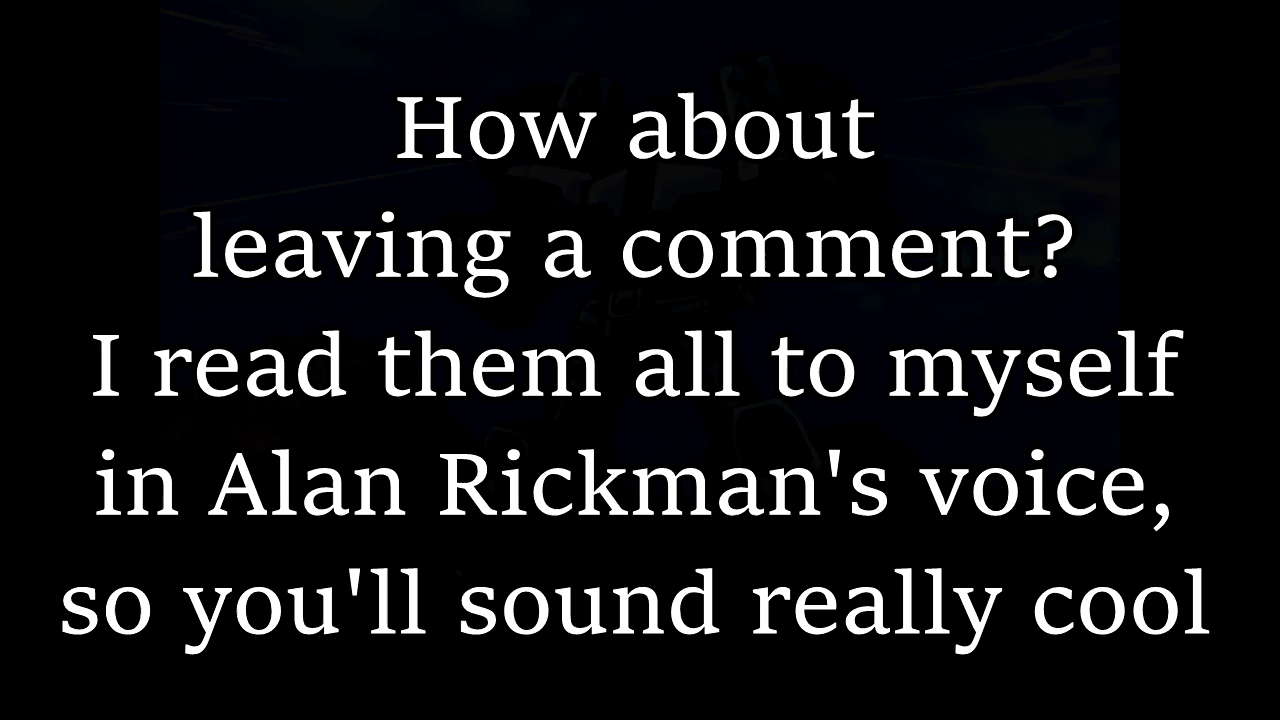 How about
leaving a comment?
I read them all to myself
in Alan Rickman's voice,
so you'll sound really cool